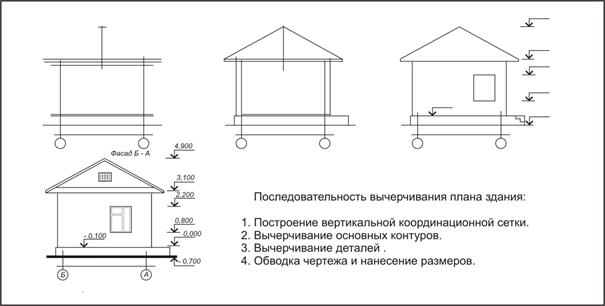 Фасад Б - А
4,900
3,100
2,200
0,800
- 0,100
0,000
- 0,700
Б
А
Последовательность вычерчивания плана здания:
1. Построение вертикальной координационной сетки.
2. Вычерчивание основных контуров.
3. Вычерчивание деталей .
4. Обводка чертежа и нанесение размеров.